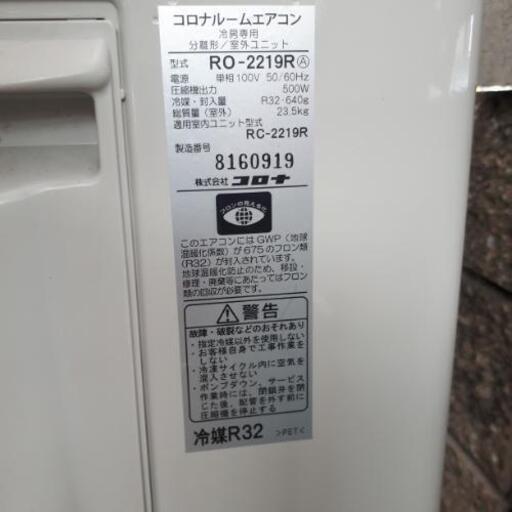 コロナルームエアコン
冷房専用
分離形／室外ユニット
型式 RO-2219R Ⓐ
電源 単相100V 50/60Hz
圧縮機出力 500W
冷媒・封入量 R32・640g
総質量(室外) 23.5kg
適用室内ユニット型式
RC-2219R
製造番号
8160919
株式会社 コロナ
フロンの見える化
このエアコンにはGWP（地球
温暖化係数）が675のフロン類
(R32)が封入されています。
地球温暖化防止のため、移設・
修理・廃棄等にあたってはフロン
類の回収が必要です。
警告
故障・破裂などのおそれあり
・指定冷媒以外を使用しない
・お客様自身で工事作業を
しない
・冷凍サイクル内に空気を
混入させない
・ポンプダウン、サービス
作業時には、閉鎖弁を閉
じた後、配管を外す前に
圧縮機を停止する
冷媒R32 >PET<